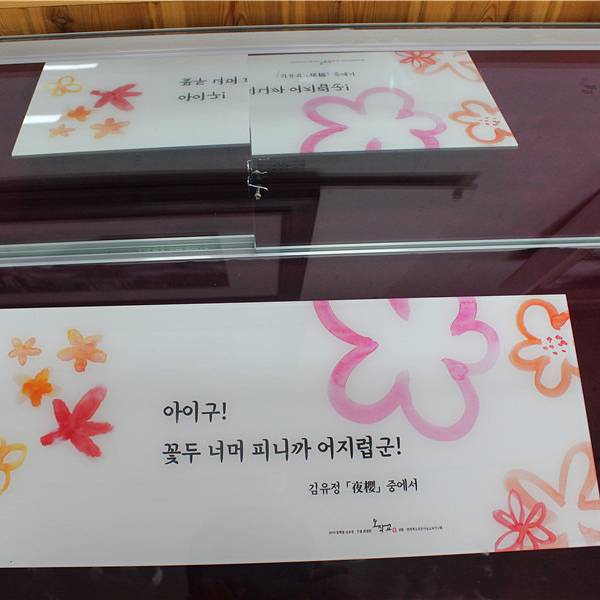 아이구!
꽃두 너머 피니까 어지럽군!
김유정 「夜櫻」 중에서